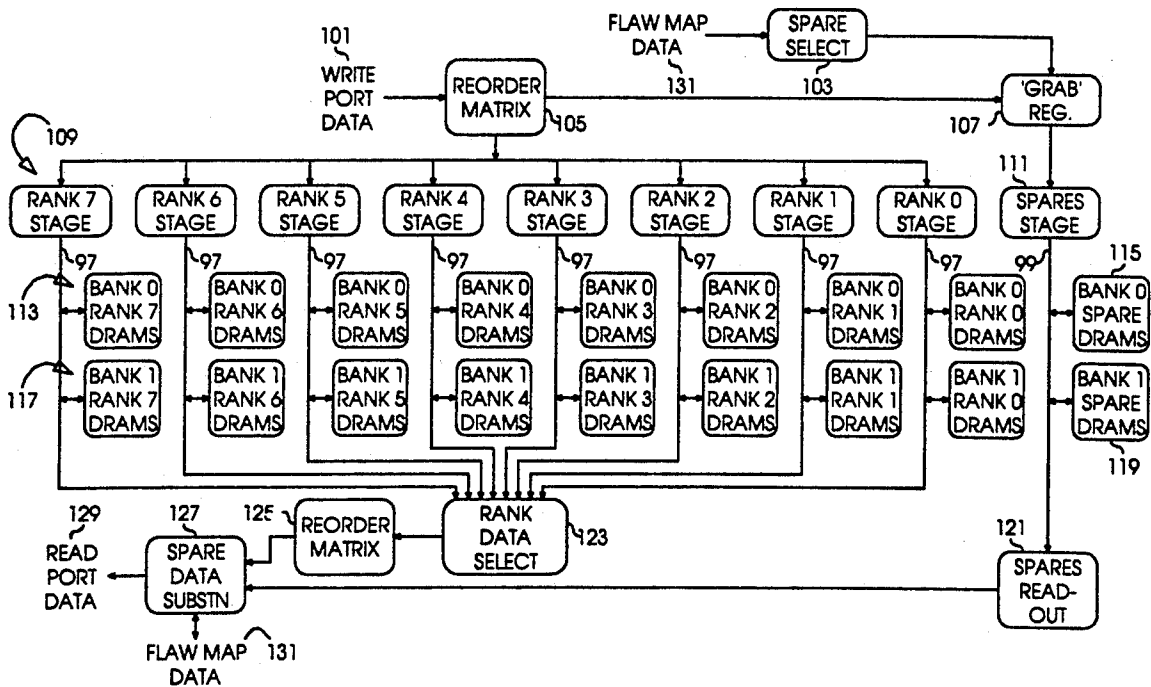 101
WRITE
PORT
DATA
REORDER
MATRIX
105
FLAW MAP
DATA
131
SPARE
SELECT
103
'GRAB'
REG.
107
109
RANK 7
STAGE
RANK 6
STAGE
RANK 5
STAGE
RANK 4
STAGE
RANK 3
STAGE
RANK 2
STAGE
RANK 1
STAGE
RANK 0
STAGE
111
SPARES
STAGE
97
97
97
97
97
97
97
97
99
113
BANK 0
RANK 7
DRAMS
BANK 0
RANK 6
DRAMS
BANK 0
RANK 5
DRAMS
BANK 0
RANK 4
DRAMS
BANK 0
RANK 3
DRAMS
BANK 0
RANK 2
DRAMS
BANK 0
RANK 1
DRAMS
BANK 0
RANK 0
DRAMS
115
BANK 0
SPARE
DRAMS
117
BANK 1
RANK 7
DRAMS
BANK 1
RANK 6
DRAMS
BANK 1
RANK 5
DRAMS
BANK 1
RANK 4
DRAMS
BANK 1
RANK 3
DRAMS
BANK 1
RANK 2
DRAMS
BANK 1
RANK 1
DRAMS
BANK 1
RANK 0
DRAMS
BANK 1
SPARE
DRAMS
119
129
READ
PORT
DATA
127
SPARE
DATA
SUBSTN
125
REORDER
MATRIX
RANK
DATA
SELECT
123
121
SPARES
READ-
OUT
FLAW MAP
DATA
131